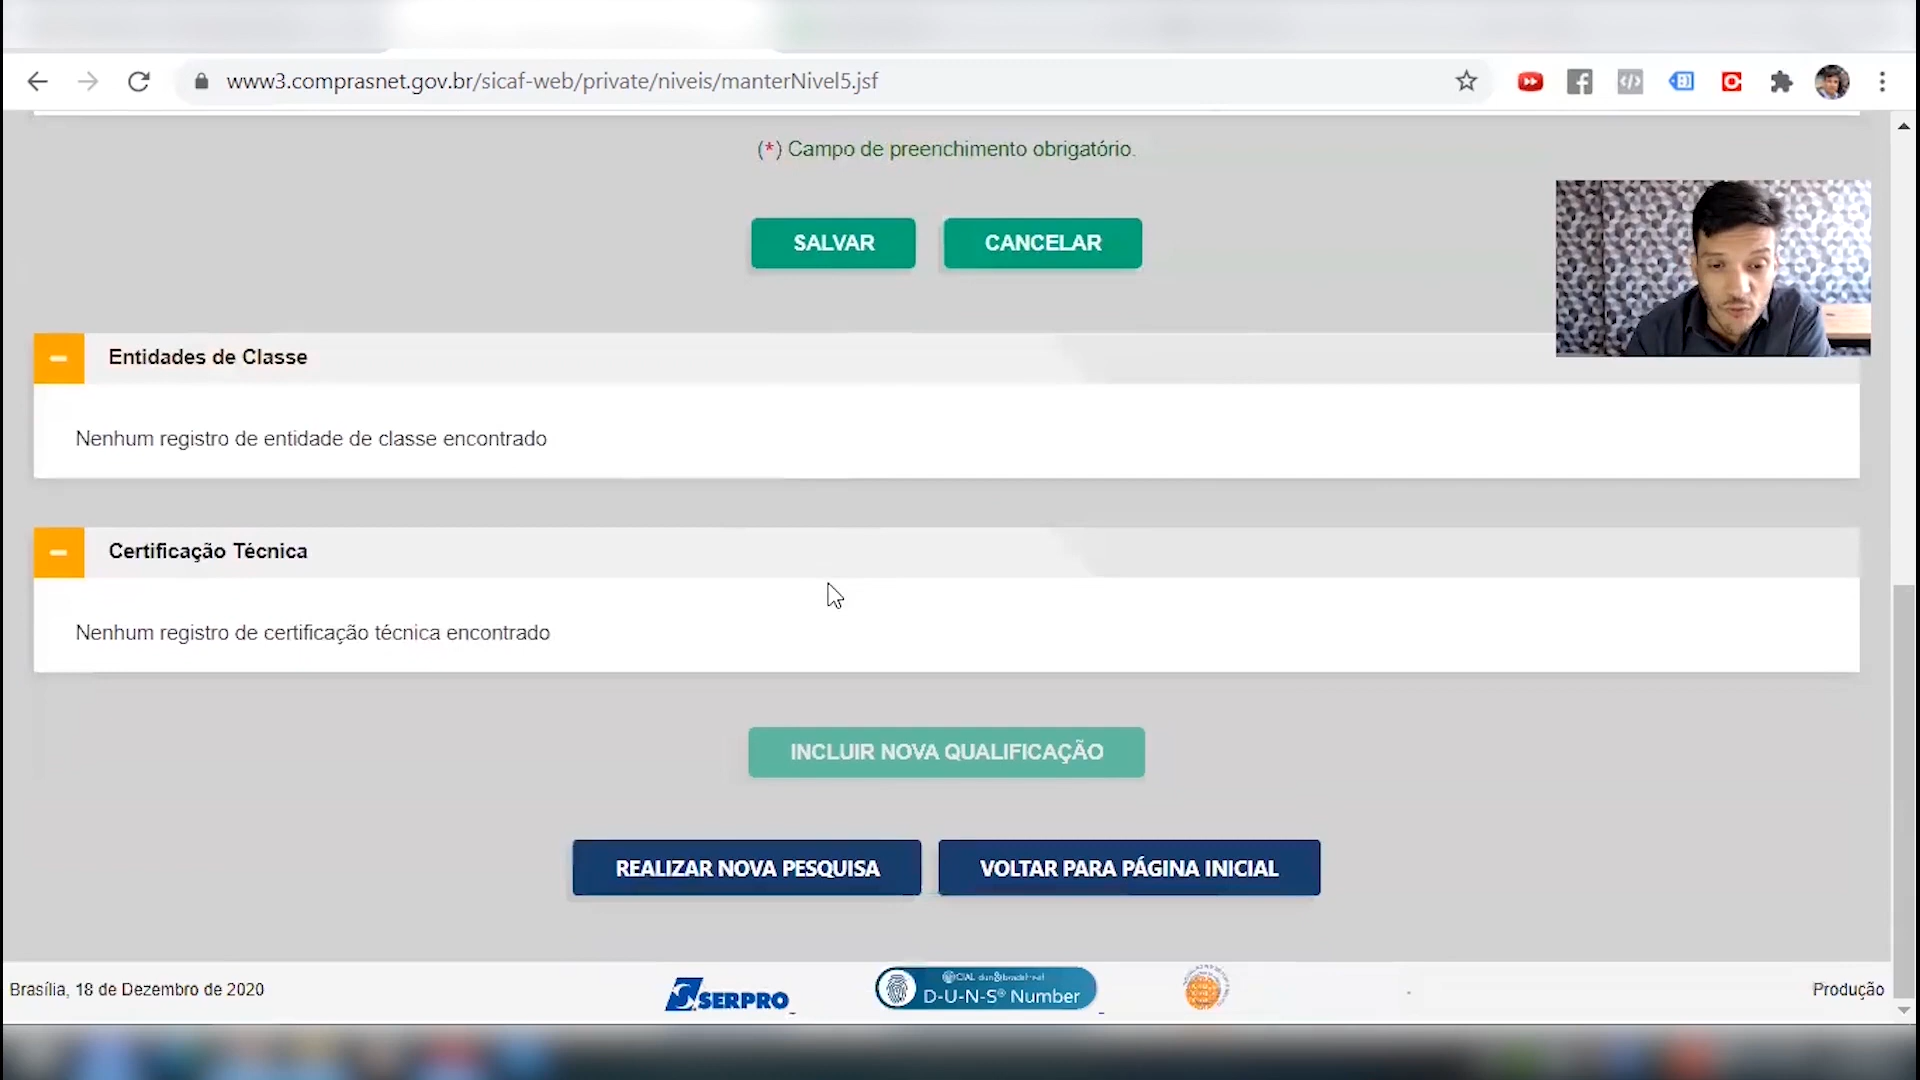 www3.comprasnet.gov.br/sicaf-web/private/niveis/manterNivel5.jsf
(*) Campo de preenchimento obrigatório.
SALVAR CANCELAR
Entidades de Classe
Nenhum registro de entidade de classe encontrado
Certificação Técnica
Nenhum registro de certificação técnica encontrado
INCLUIR NOVA QUALIFICAÇÃO
REALIZAR NOVA PESQUISA VOLTAR PARA PÁGINA INICIAL
Brasília, 18 de Dezembro de 2020
SERPRO
D-U-N-S® Number
Produção